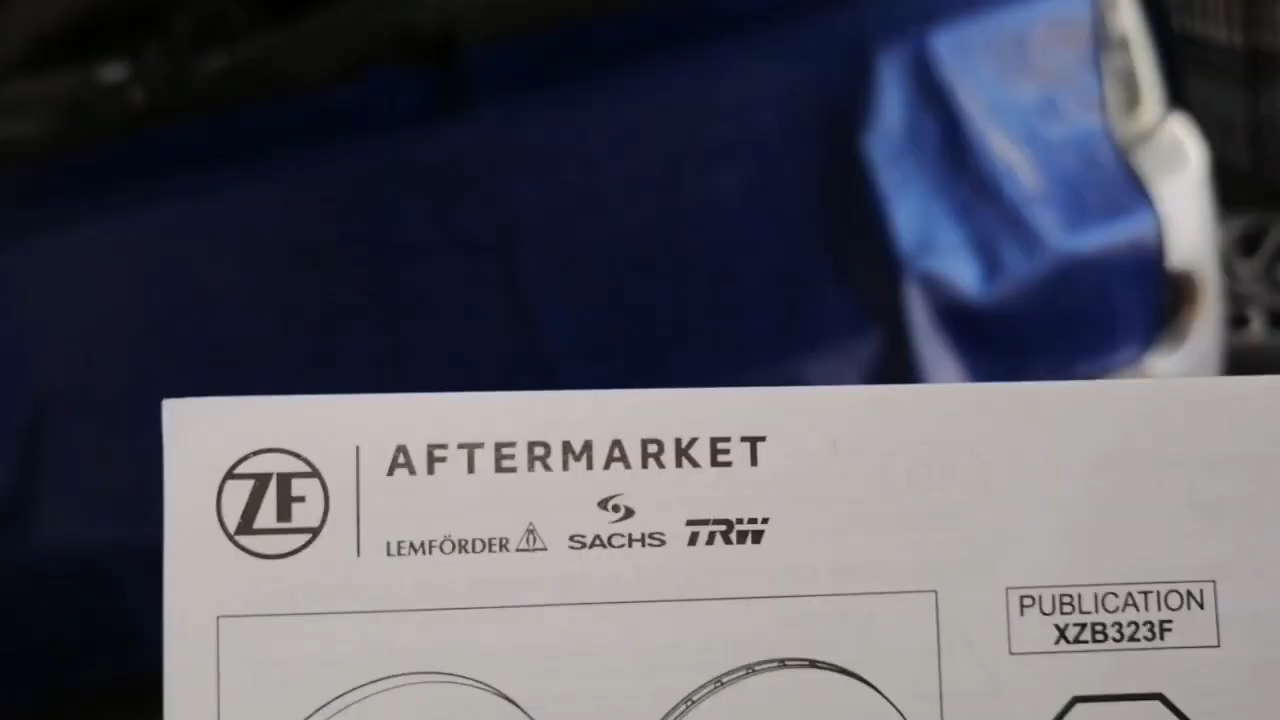 ZF
AFTERMARKET
LEMFÖRDER SACHS TRW
PUBLICATION
XZB323F